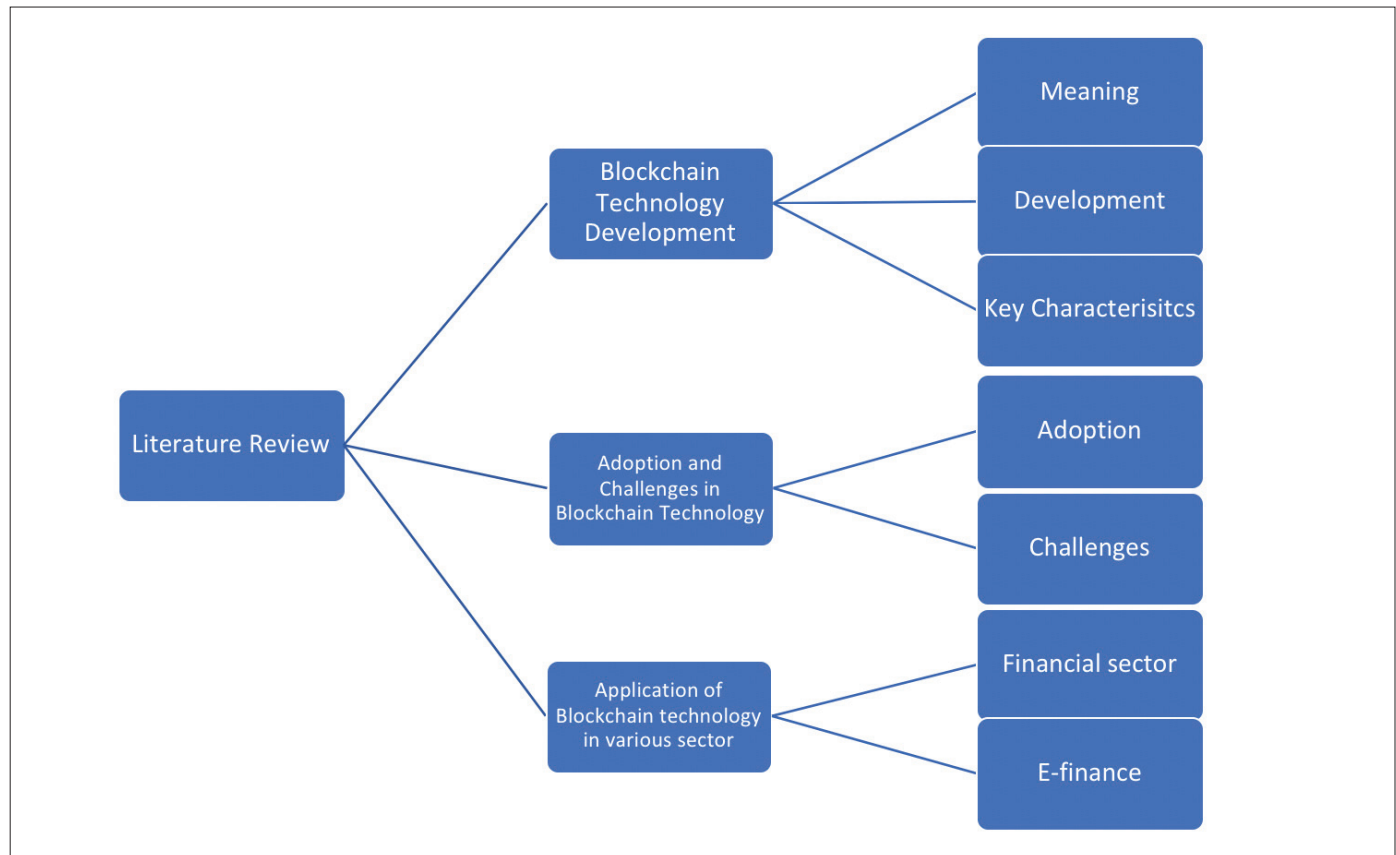 Literature Review
Blockchain
Technology
Development
Meaning
Development
Key Characterisitcs
Adoption and
Challenges in
Blockchain Technology
Adoption
Challenges
Application of
Blockchain technology
in various sector
Financial sector
E-finance